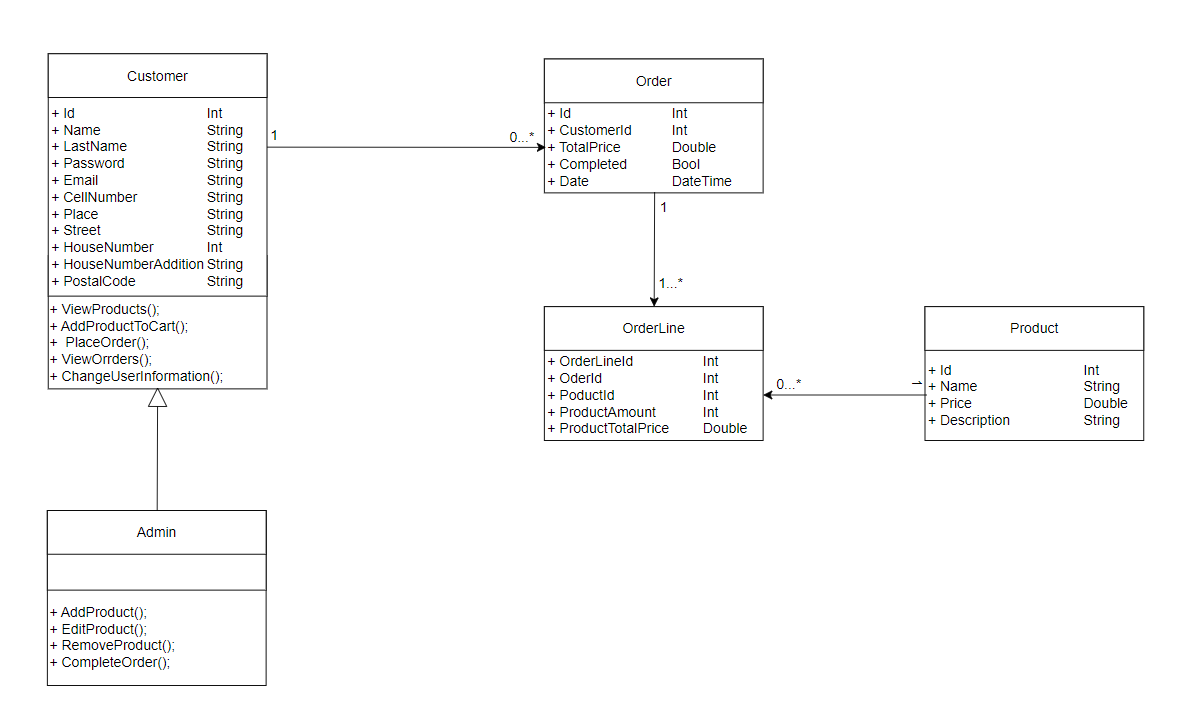 Customer
+ Id Int
+ Name String
+ LastName String
+ Password String
+ Email String
+ CellNumber String
+ Place String
+ Street String
+ HouseNumber Int
+ HouseNumberAddition String
+ PostalCode String
+ ViewProducts();
+ AddProductToCart();
+ PlaceOrder();
+ ViewOrrders();
+ ChangeUserInformation();
1
0...*
Order
+ Id Int
+ CustomerId Int
+ TotalPrice Double
+ Completed Bool
+ Date DateTime
1
1...*
OrderLine
+ OrderLineId Int
+ OderId Int
+ PoductId Int
+ ProductAmount Int
+ ProductTotalPrice Double
0...*
Product
+ Id Int
+ Name String
+ Price Double
+ Description String
Admin
+ AddProduct();
+ EditProduct();
+ RemoveProduct();
+ CompleteOrder();